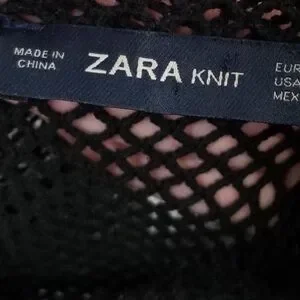 MADE IN
CHINA
ZARA KNIT
EUR
USA
MEX